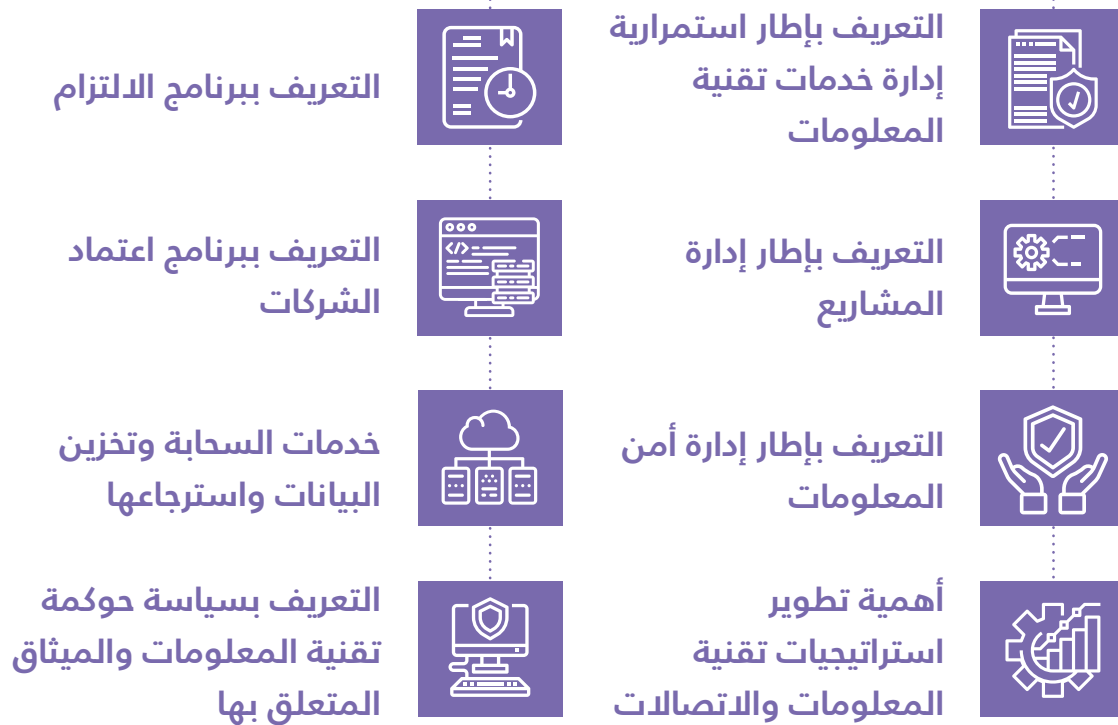 التعريف بإطار استمرارية
إدارة خدمات تقنية
المعلومات
التعريف ببرنامج الالتزام
التعريف بإطار إدارة
المشاريع
التعريف ببرنامج اعتماد
الشركات
التعريف بإطار إدارة أمن
المعلومات
خدمات السحابة وتخزين
البيانات واسترجاعها
أهمية تطوير
استراتيجيات تقنية
المعلومات والاتصالات
التعريف بسياسة حوكمة
تقنية المعلومات والميثاق
المتعلق بها